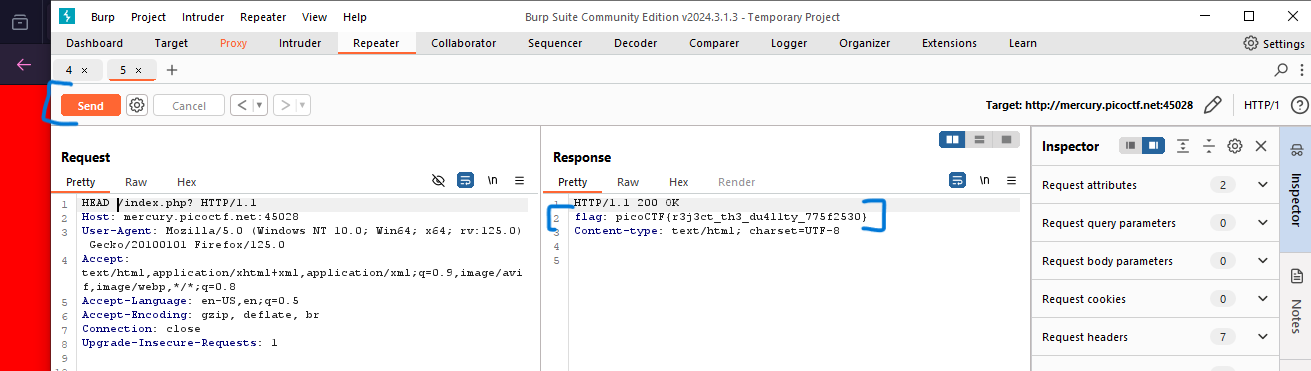 Burp Project Intruder Repeater View Help Burp Suite Community Edition v2024.3.1.3 - Temporary Project
Dashboard Target Proxy Intruder Repeater Collaborator Sequencer Decoder Comparer Logger Organizer Extensions Learn Settings
4 × 5 × +
Send Cancel < > Target: http://mercury.picoctf.net:45028 HTTP/1
Request
Pretty Raw Hex \n
1 HEAD /index.php? HTTP/1.1
2 Host: mercury.picoctf.net:45028
3 User-Agent: Mozilla/5.0 (Windows NT 10.0; Win64; x64; rv:125.0)
Gecko/20100101 Firefox/125.0
4 Accept:
text/html,application/xhtml+xml,application/xml;q=0.9,image/avi
f,image/webp,*/*;q=0.8
5 Accept-Language: en-US,en;q=0.5
6 Accept-Encoding: gzip, deflate, br
7 Connection: close
8 Upgrade-Insecure-Requests: 1
9
Response
Pretty Raw Hex Render \n
1 HTTP/1.1 200 OK
2 flag: picoCTF{r3j3ct_th3_du4l1ty_775f2530}
3 Content-type: text/html; charset=UTF-8
4
5
Inspector
Request attributes 2
Request query parameters 0
Request body parameters 0
Request cookies 0
Request headers 7
Inspector
Notes